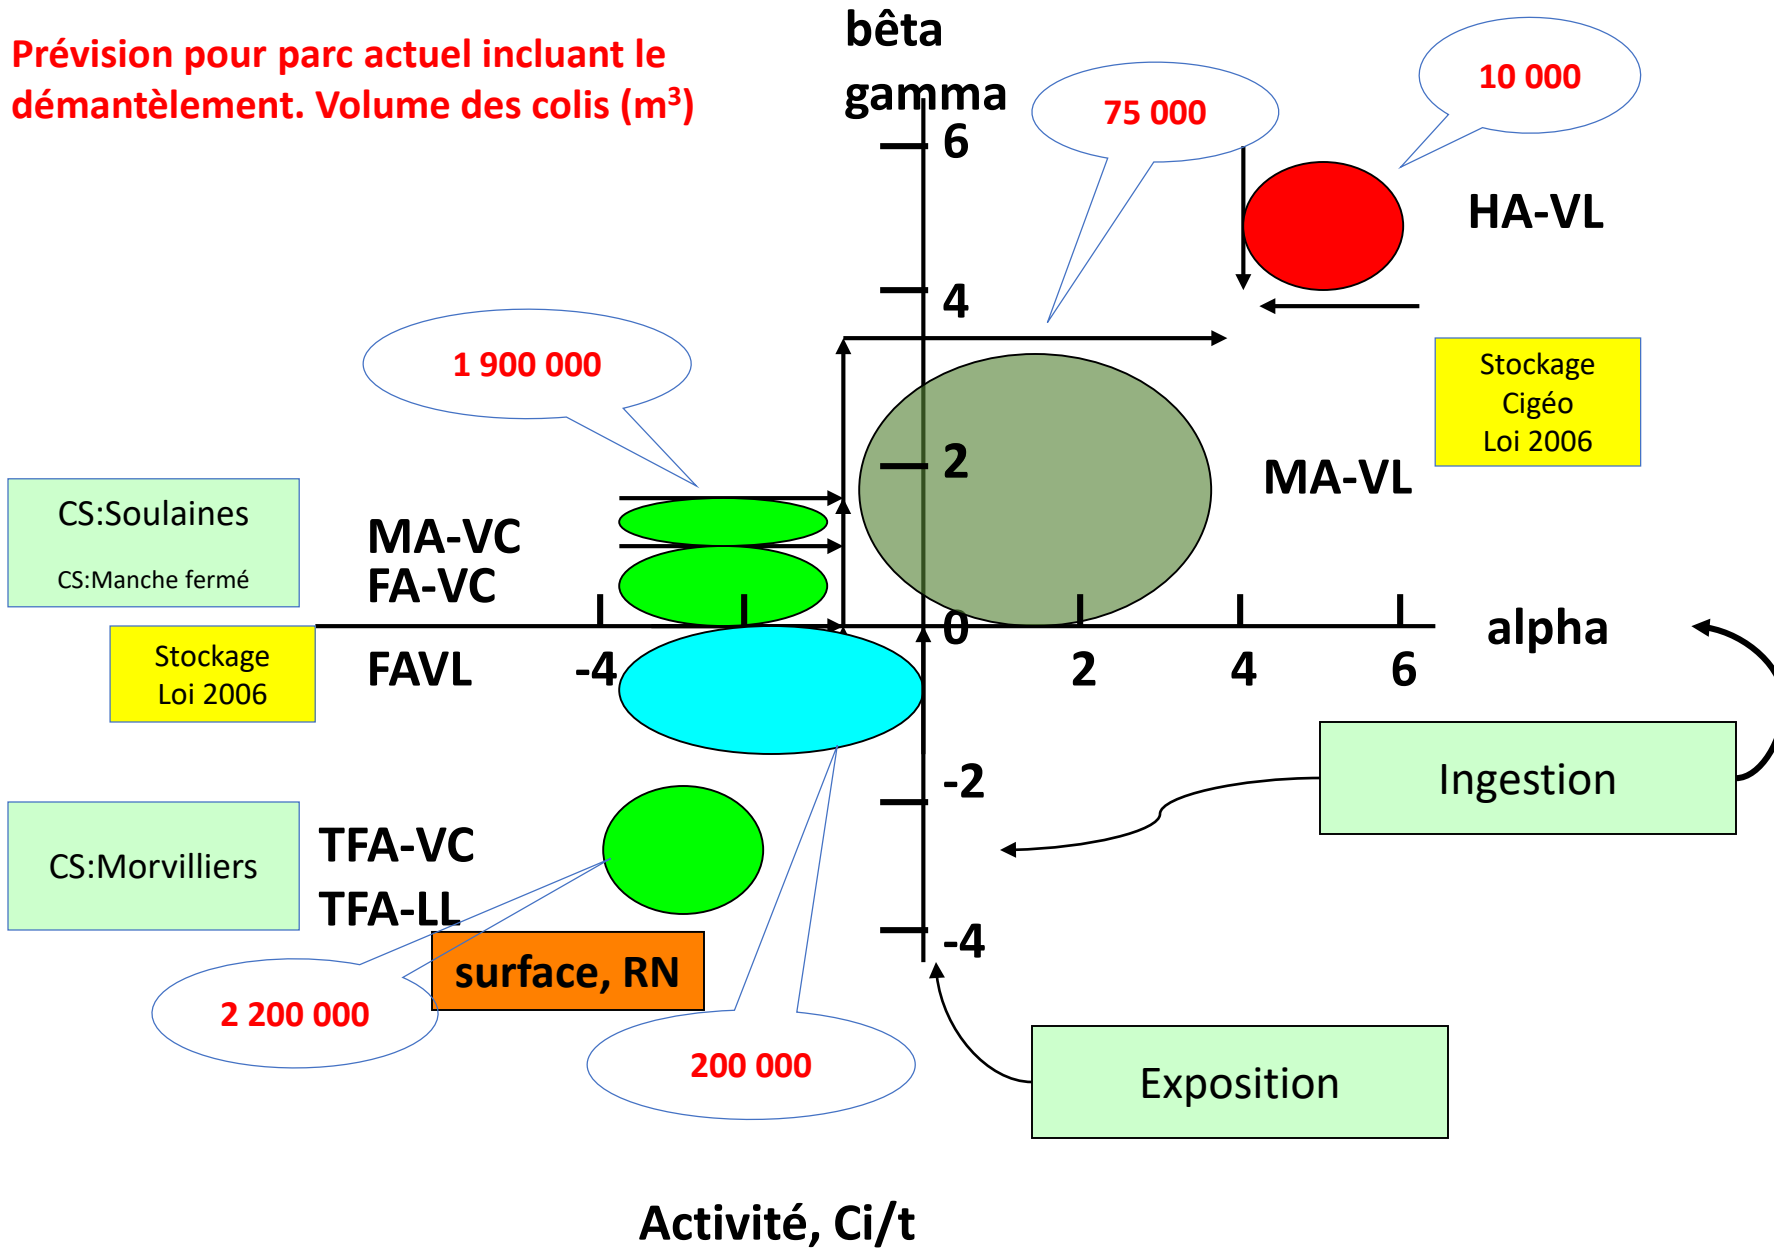 Prévision pour parc actuel incluant le
démantèlement. Volume des colis (m³)
bêta
gamma
75 000
10 000
6
HA-VL
4
1 900 000
Stockage
Cigéo
Loi 2006
2
MA-VL
CS:Soulaines
CS:Manche fermé
MA-VC
FA-VC
0
alpha
Stockage
Loi 2006
FAVL
-4
2
4
6
-2
Ingestion
CS:Morvilliers
TFA-VC
TFA-LL
-4
surface, RN
2 200 000
200 000
Exposition
Activité, Ci/t